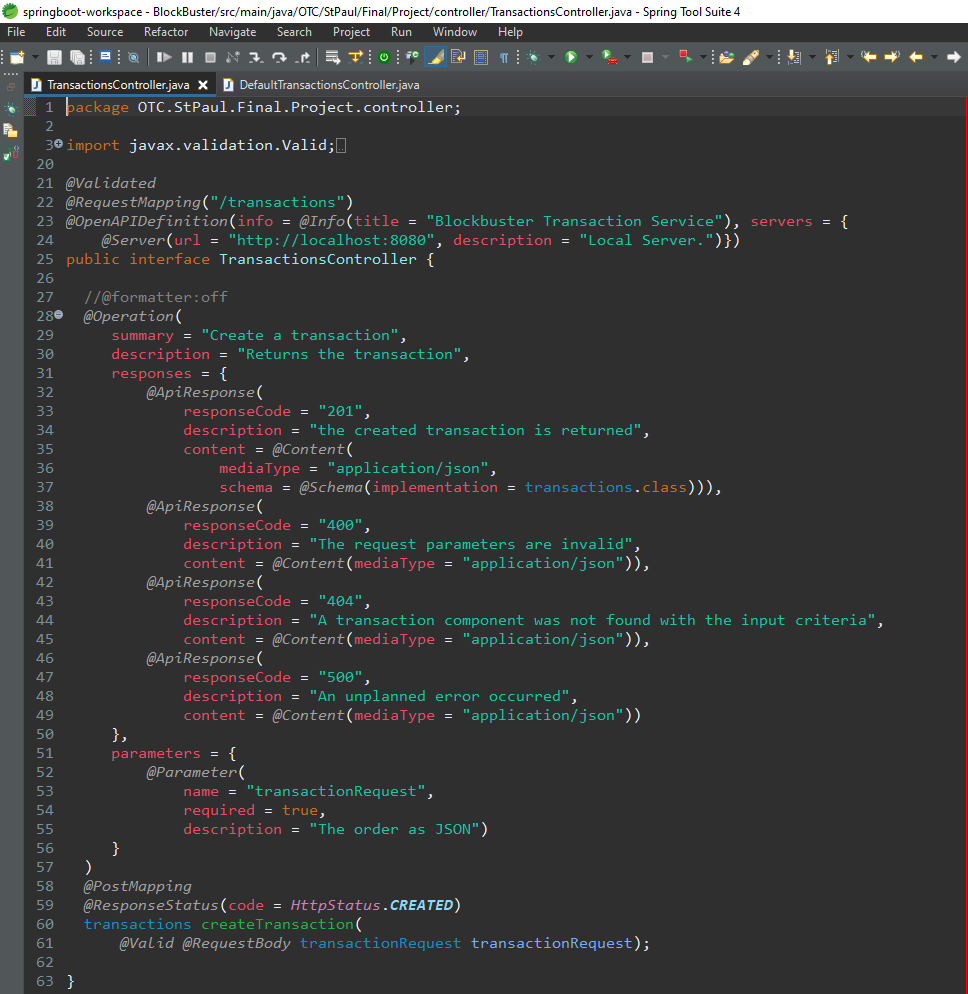 springboot-workspace - BlockBuster/src/main/java/OTC/StPaul/Final/Project/controller/TransactionsController.java - Spring Tool Suite 4
File Edit Source Refactor Navigate Search Project Run Window Help
TransactionsController.java DefaultTransactionsController.java
1 package OTC.StPaul.Final.Project.controller;
2
3 import javax.validation.Valid;
20
21 @Validated
22 @RequestMapping("/transactions")
23 @OpenAPIDefinition(info = @Info(title = "Blockbuster Transaction Service"), servers = {
24     @Server(url = "http://localhost:8080", description = "Local Server.")})
25 public interface TransactionsController {
26
27   //@formatter:off
28   @Operation(
29      summary = "Create a transaction",
30      description = "Returns the transaction",
31      responses = {
32          @ApiResponse(
33              responseCode = "201",
34              description = "the created transaction is returned",
35              content = @Content(
36                  mediaType = "application/json",
37                  schema = @Schema(implementation = transactions.class))),
38          @ApiResponse(
39              responseCode = "400",
40              description = "The request parameters are invalid",
41              content = @Content(mediaType = "application/json")),
42          @ApiResponse(
43              responseCode = "404",
44              description = "A transaction component was not found with the input criteria",
45              content = @Content(mediaType = "application/json")),
46          @ApiResponse(
47              responseCode = "500",
48              description = "An unplanned error occurred",
49              content = @Content(mediaType = "application/json"))
50      },
51      parameters = {
52          @Parameter(
53              name = "transactionRequest",
54              required = true,
55              description = "The order as JSON")
56      }
57   )
58   @PostMapping
59   @ResponseStatus(code = HttpStatus.CREATED)
60   transactions createTransaction(
61       @Valid @RequestBody transactionRequest transactionRequest);
62
63 }